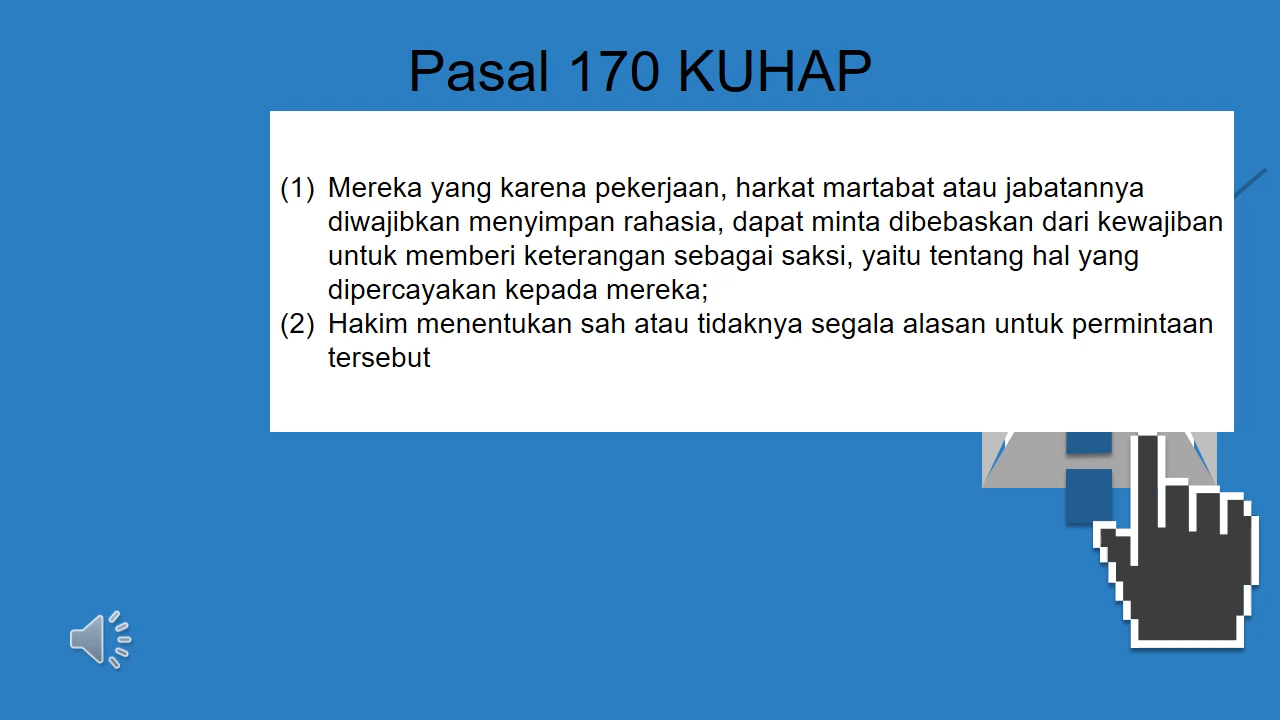 Pasal 170 KUHAP
(1) Mereka yang karena pekerjaan, harkat martabat atau jabatannya
diwajibkan menyimpan rahasia, dapat minta dibebaskan dari kewajiban
untuk memberi keterangan sebagai saksi, yaitu tentang hal yang
dipercayakan kepada mereka;
(2) Hakim menentukan sah atau tidaknya segala alasan untuk permintaan
tersebut